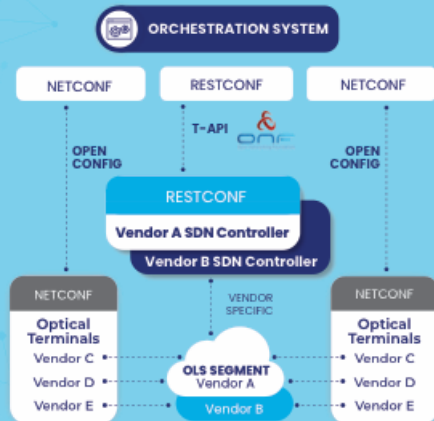 ORCHESTRATION SYSTEM
NETCONF
RESTCONF
NETCONF
T-API
onf
OPEN
CONFIG
OPEN
CONFIG
RESTCONF
Vendor A SDN Controller
Vendor B SDN Controller
VENDOR
SPECIFIC
NETCONF
Optical
Terminals
Vendor C
Vendor D
Vendor E
OLS SEGMENT
Vendor A
Vendor B
NETCONF
Optical
Terminals
Vendor C
Vendor D
Vendor E